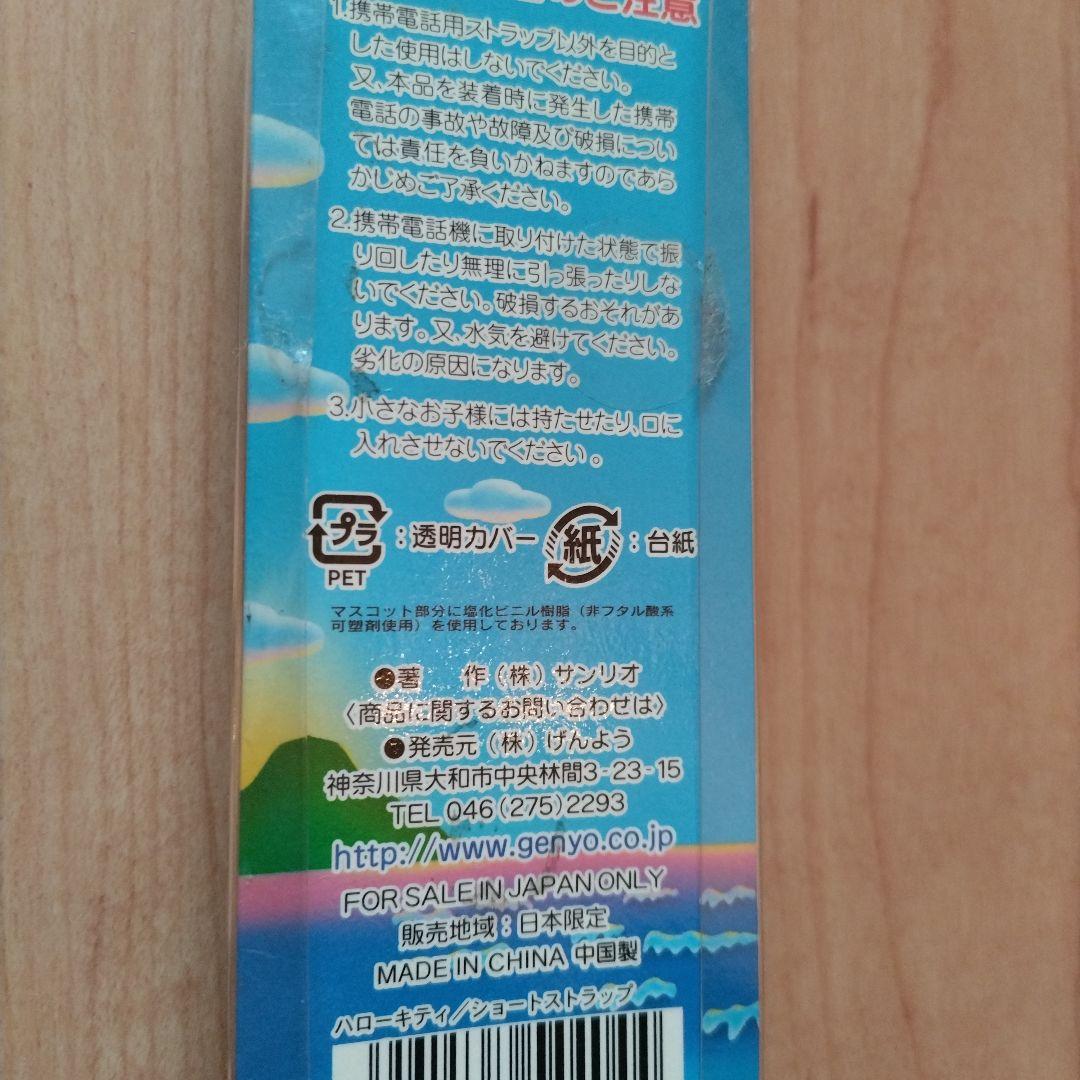 ご注意
1.携帯電話用ストラップ以外を目的と
した使用はしないでください。
又、本品を装着時に発生した携帯
電話の事故や故障及び破損につい
ては責任を負いかねますのであら
かじめご了承ください。
2.携帯電話機に取り付けた状態で振
り回したり無理に引っ張ったりしな
いでください。破損するおそれがあ
ります。又、水気を避けてください。
劣化の原因になります。
3.小さなお子様には持たせたり、口に
入れさせないでください。
プラ：透明カバー 紙：台紙
PET
マスコット部分に塩化ビニル樹脂（非フタル酸系
可塑剤使用）を使用しております。
●著　作（株）サンリオ
〈商品に関するお問い合わせは〉
●発売元（株）げんよう
神奈川県大和市中央林間3-23-15
TEL 046(275)2293
http://www.genyo.co.jp
FOR SALE IN JAPAN ONLY
販売地域：日本限定
MADE IN CHINA 中国製
ハローキティ／ショートストラップ